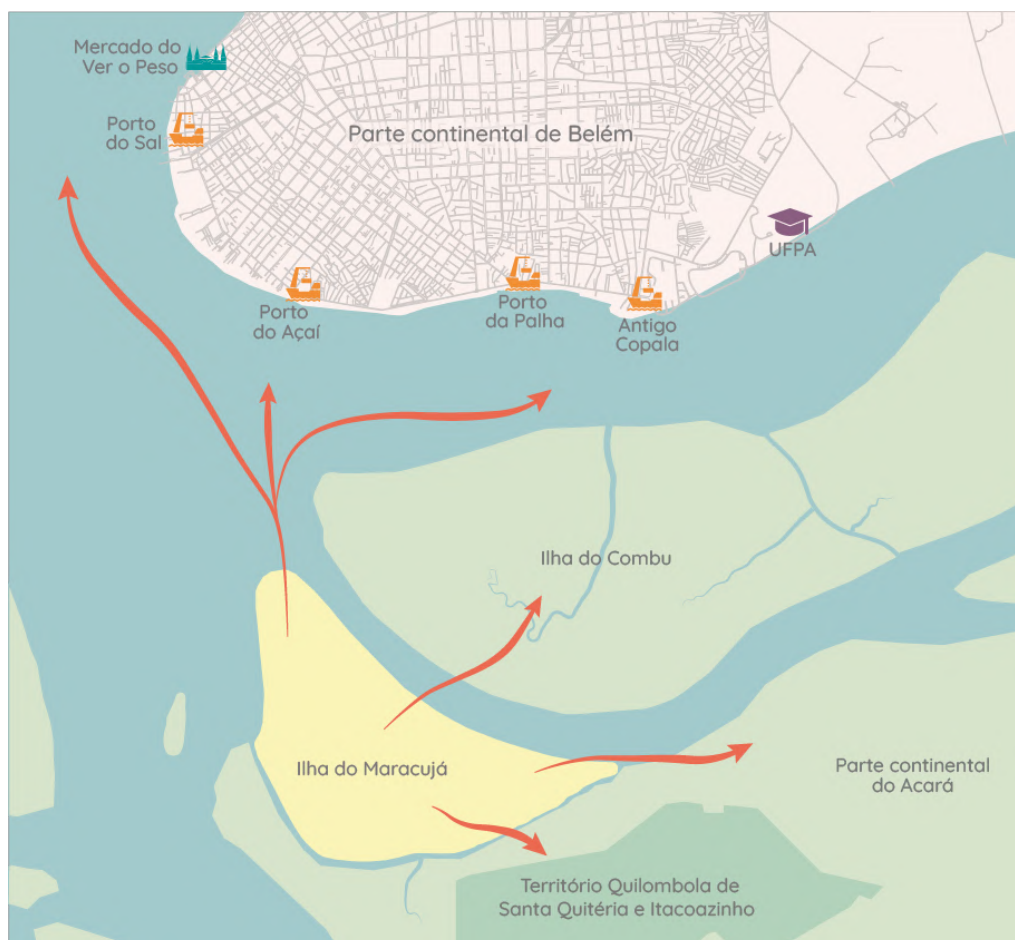 Mercado do
Ver o Peso
Porto
do Sal
Parte continental de Belém
UFPA
Porto
do Açaí
Porto
da Palha
Antigo
Copala
Ilha do Combu
Ilha do Maracujá
Parte continental
do Acará
Território Quilombola de
Santa Quitéria e Itacoazinho